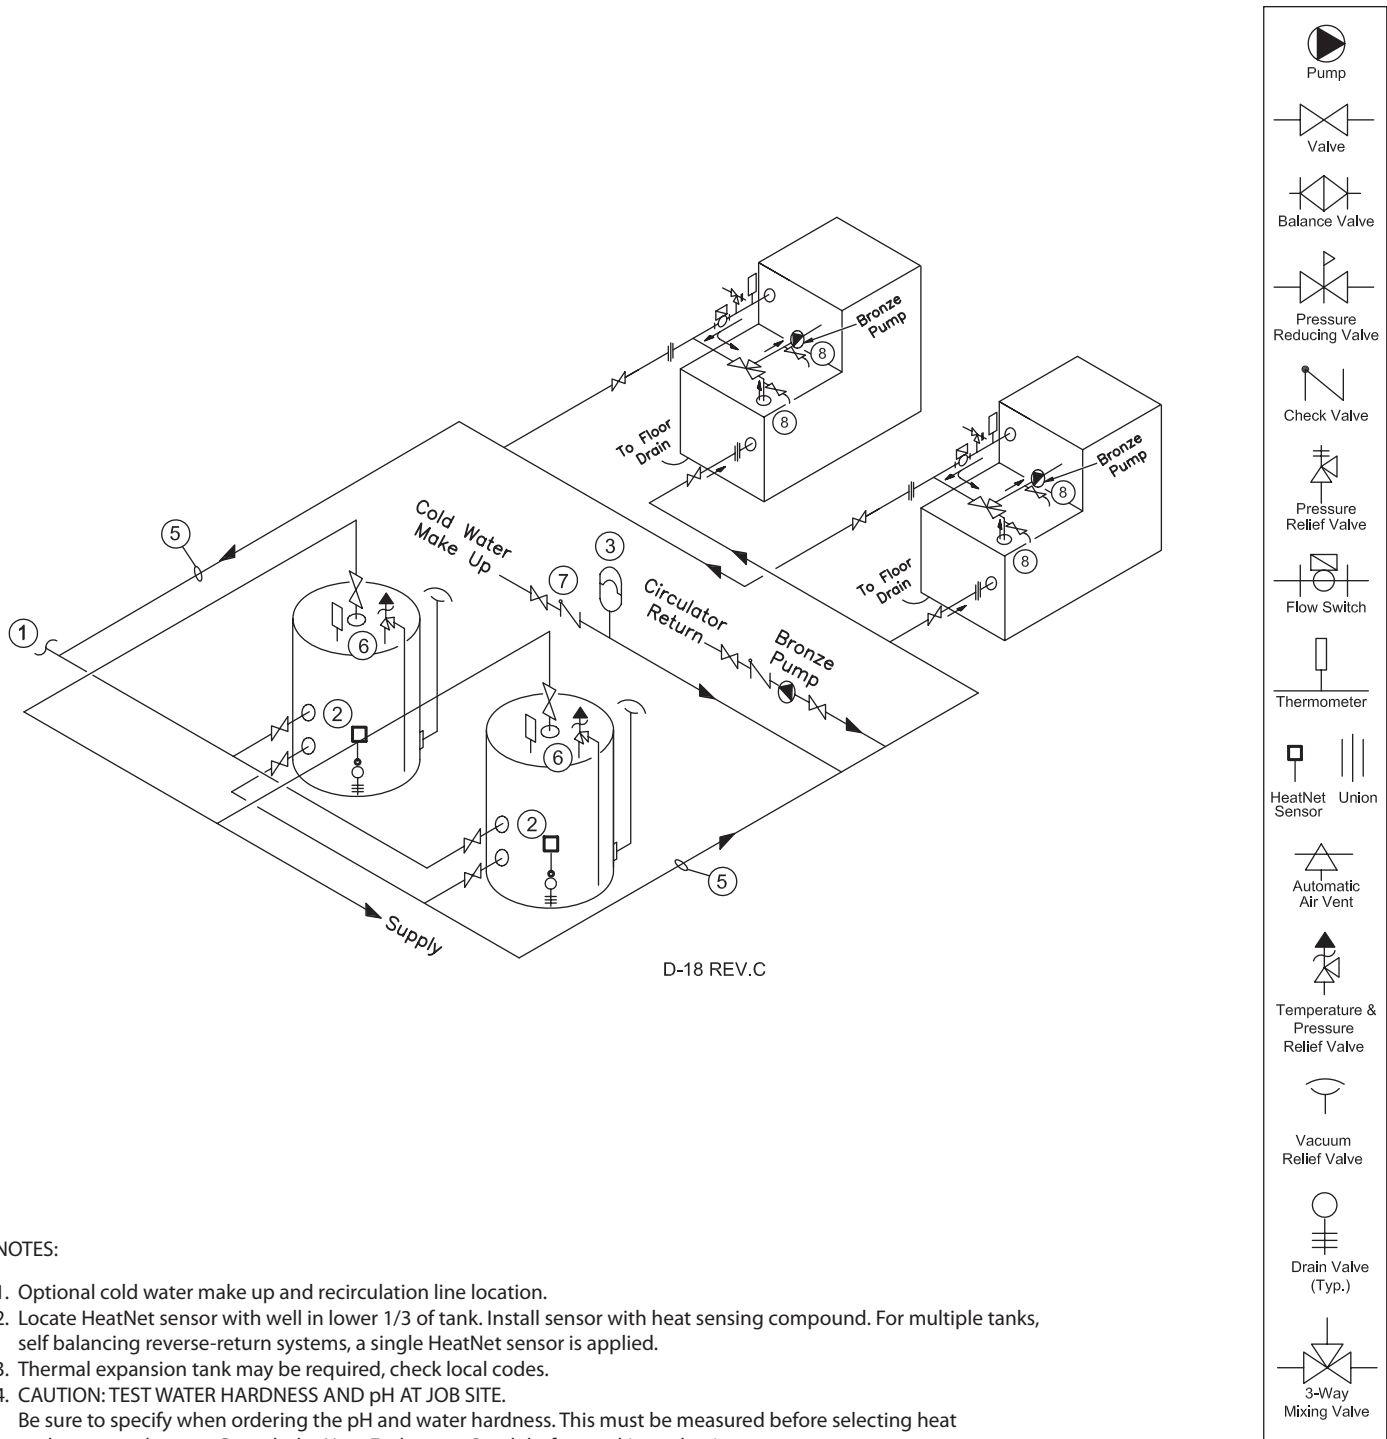 Bronze
Pump
8
8
To Floor
Drain
Bronze
Pump
8
8
To Floor
Drain
Cold Water
Make Up
5
3
7
Circulator
Return
Bronze
Pump
1
6
2
6
2
5
Supply
D-18 REV.C
Pump
Valve
Balance Valve
Pressure
Reducing Valve
Check Valve
Pressure
Relief Valve
Flow Switch
Thermometer
HeatNet
Sensor
Union
Automatic
Air Vent
Temperature &
Pressure
Relief Valve
Vacuum
Relief Valve
Drain Valve
(Typ.)
3-Way
Mixing Valve
NOTES:
1. Optional cold water make up and recirculation line location.
2. Locate HeatNet sensor with well in lower 1/3 of tank. Install sensor with heat sensing compound. For multiple tanks,
self balancing reverse-return systems, a single HeatNet sensor is applied.
3. Thermal expansion tank may be required, check local codes.
4. CAUTION: TEST WATER HARDNESS AND pH AT JOB SITE.
Be sure to specify when ordering the pH and water hardness. This must be measured before selecting heat